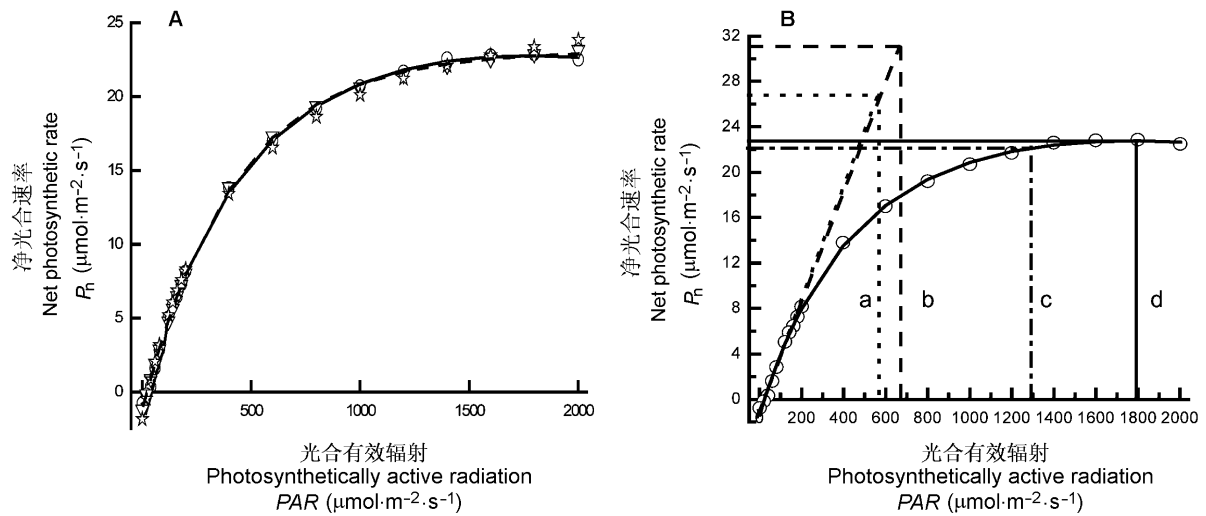 A
25
20
15
10
5
0
500
1000
1500
2000
净光合速率
Net photosynthetic rate
Pn (μmol·m−2·s−1)
光合有效辐射
Photosynthetically active radiation
PAR (μmol·m−2·s−1)
B
32
28
24
20
16
12
8
4
0
200 400 600 800 1000 1200 1400 1600 1800 2000
a
b
c
d
净光合速率
Net photosynthetic rate
Pn (μmol·m−2·s−1)
光合有效辐射
Photosynthetically active radiation
PAR (μmol·m−2·s−1)